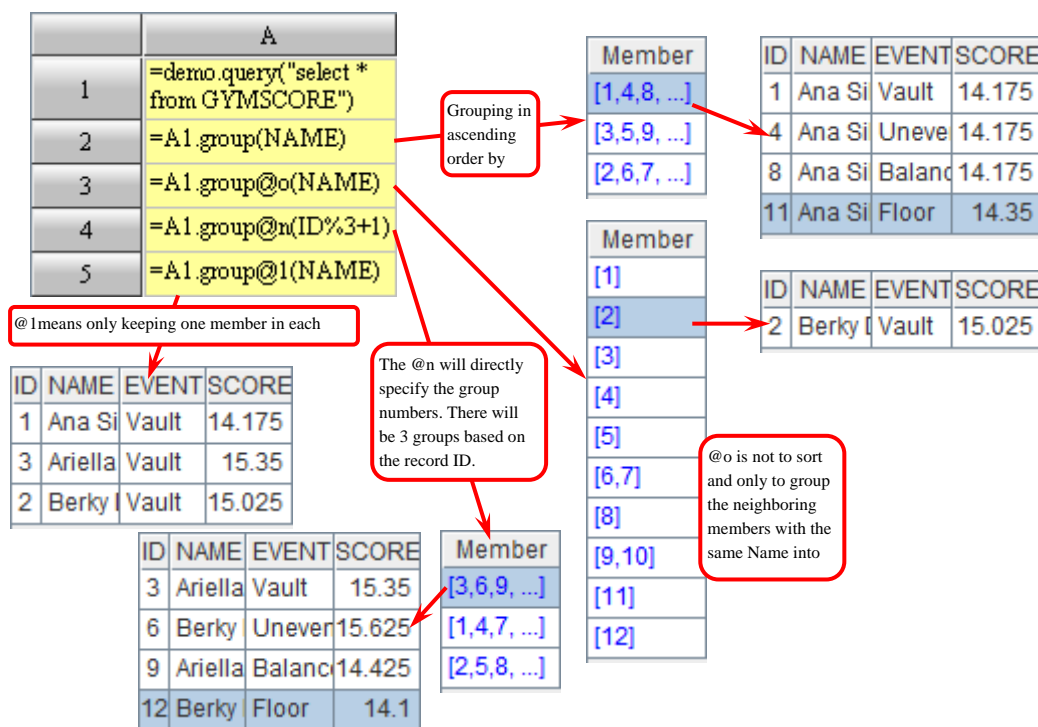 A
1 =demo.query("select *
from GYMSCORE")
2 =A1.group(NAME)
3 =A1.group@o(NAME)
4 =A1.group@n(ID%3+1)
5 =A1.group@1(NAME)
Grouping in
ascending
order by
Member
[1,4,8, ...]
[3,5,9, ...]
[2,6,7, ...]
ID NAME EVENT SCORE
1 Ana Si Vault 14.175
4 Ana Si Uneve 14.175
8 Ana Si Balanc 14.175
11 Ana Si Floor 14.35
Member
[1]
[2]
[3]
[4]
[5]
[6,7]
[8]
[9,10]
[11]
[12]
ID NAME EVENT SCORE
2 Berky Vault 15.025
@1means only keeping one member in each
The @n will directly
specify the group
numbers. There will
be 3 groups based on
the record ID.
@o is not to sort
and only to group
the neighboring
members with the
same Name into
ID NAME EVENT SCORE
1 Ana Si Vault 14.175
3 Ariella Vault 15.35
2 Berky Vault 15.025
ID NAME EVENT SCORE
3 Ariella Vault 15.35
6 Berky Uneven 15.625
9 Ariella Balanc 14.425
12 Berky Floor 14.1
Member
[3,6,9, ...]
[1,4,7, ...]
[2,5,8, ...]